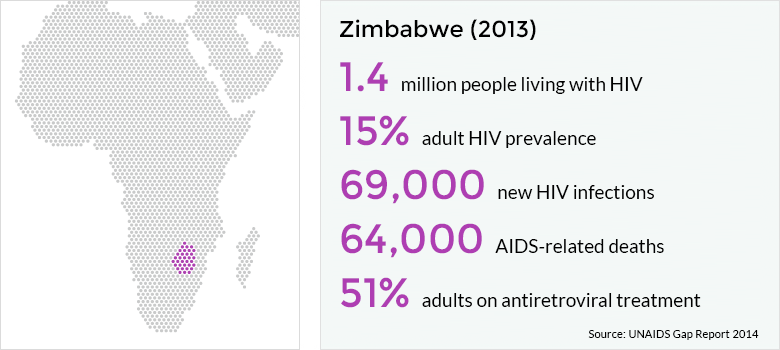 Zimbabwe (2013)
1.4 million people living with HIV
15% adult HIV prevalence
69,000 new HIV infections
64,000 AIDS-related deaths
51% adults on antiretroviral treatment
Source: UNAIDS Gap Report 2014